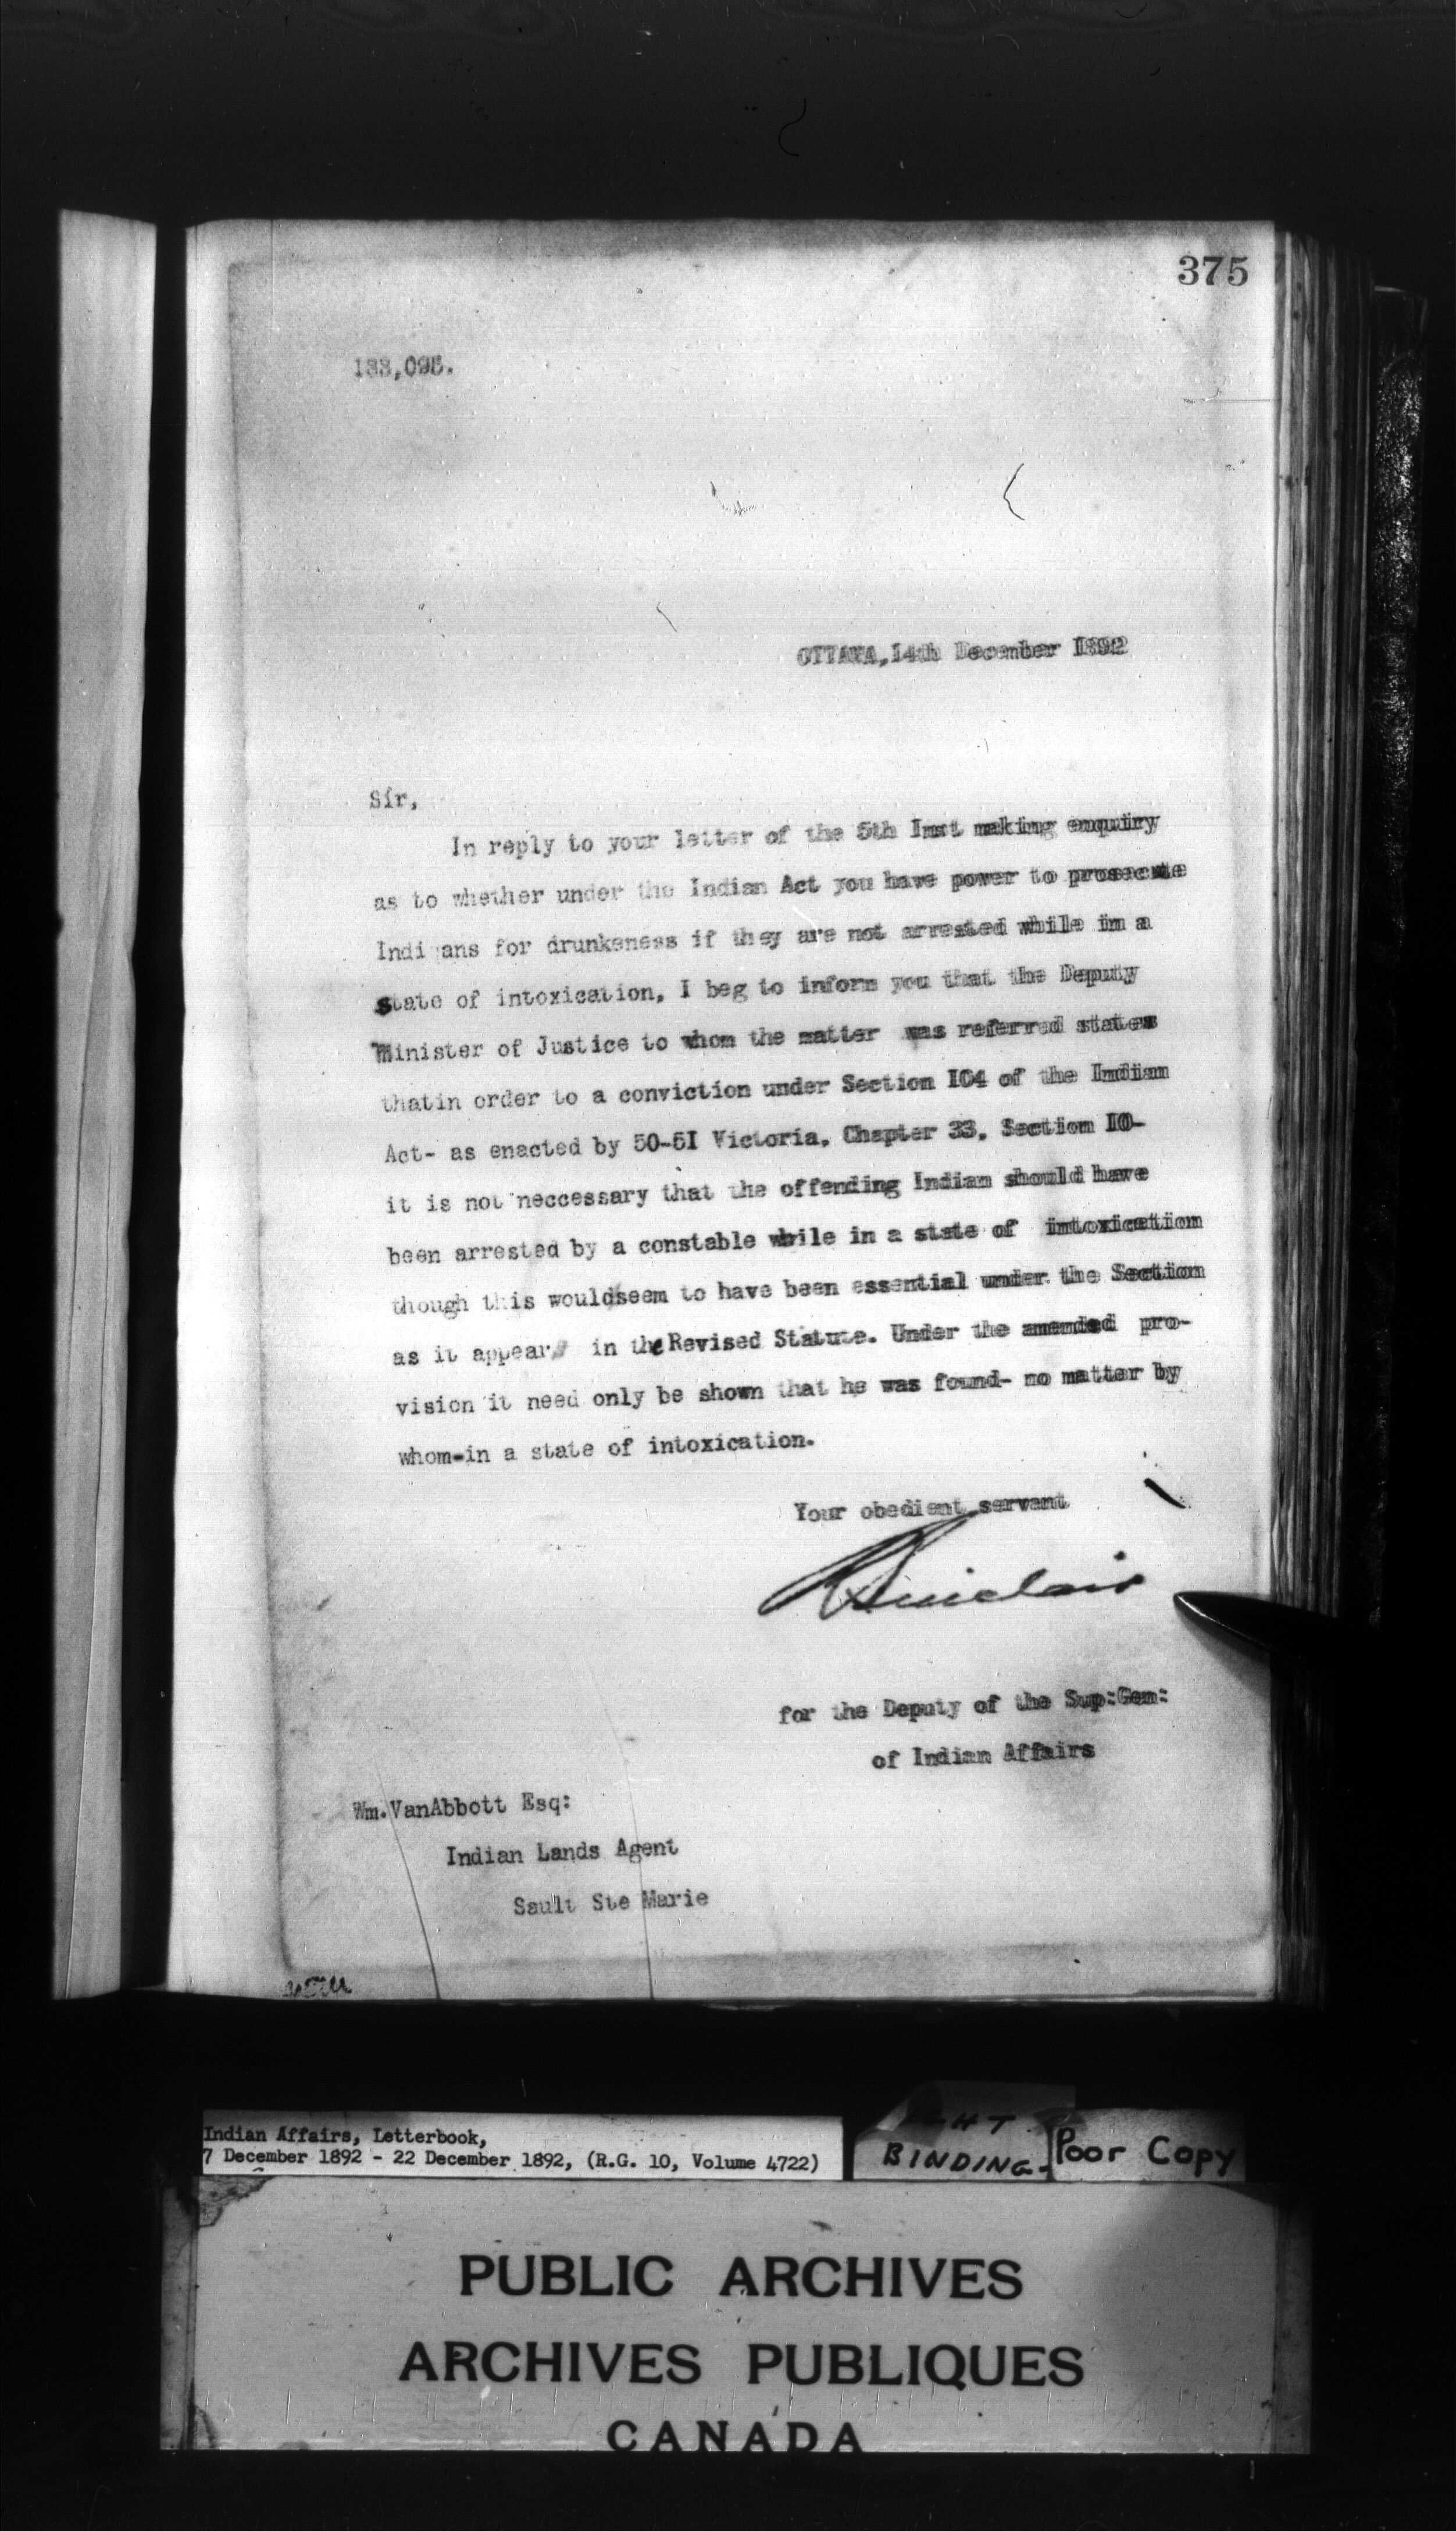 375
133,095.
OTTAWA, 14th December 1892
Sir,
In reply to your letter of the 5th Inst making enquiry
as to whether under the Indian Act you have power to prosecute
Indians for drunkeness if they are not arrested while in a
state of intoxication, I beg to inform you that the Deputy
Minister of Justice to whom the matter was referred states
thatin order to a conviction under Section I04 of the Indian
Act- as enacted by 50-5I Victoria, Chapter 33, Section I0-
it is not neccessary that the offending Indian should have
been arrested by a constable while in a state of intoxication
though this would seem to have been essential under the Section
as it appears in the Revised Statute. Under the amended pro-
vision it need only be shown that he was found- no matter by
whom-in a state of intoxication.
Your obedient servant
Sinclair
for the Deputy of the Sup:Gen:
of Indian Affairs
Wm. VanAbbott Esq:
Indian Lands Agent
Sault Ste Marie
Indian Affairs, Letterbook,
7 December 1892 - 22 December 1892, (R.G. 10, Volume 4722)
BINDING-
Poor Copy
PUBLIC ARCHIVES
ARCHIVES PUBLIQUES
CANADA